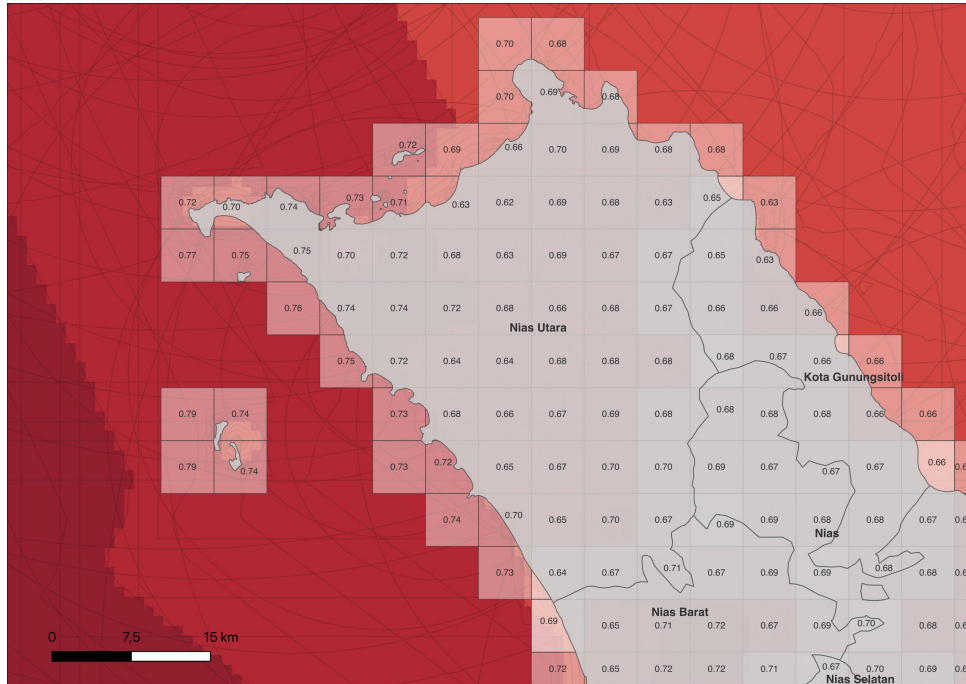 0.70 0.68
0.70 0.69 0.68
0.72 0.69 0.66 0.70 0.69 0.68 0.68
0.72 0.70 0.74 0.73 0.71 0.63 0.62 0.69 0.68 0.63 0.65 0.63
0.77 0.75 0.75 0.70 0.72 0.68 0.63 0.69 0.67 0.67 0.65 0.63
0.76 0.74 0.74 0.72 0.68 0.66 0.68 0.67 0.66 0.66 0.66
Nias Utara
0.75 0.72 0.64 0.64 0.68 0.68 0.68 0.68 0.67 0.66 0.66
Kota Gunungsitoli
0.79 0.74 0.73 0.68 0.66 0.67 0.69 0.68 0.68 0.68 0.68 0.66 0.66
0.79 0.74 0.73 0.72 0.65 0.67 0.70 0.70 0.69 0.67 0.67 0.67 0.66
0.74 0.70 0.65 0.70 0.67 0.69 0.69 0.68 0.68 0.67
Nias
0.73 0.64 0.67 0.71 0.67 0.69 0.69 0.68 0.68
Nias Barat
0.69 0.65 0.71 0.72 0.67 0.69 0.70 0.68
0 7,5 15 km
0.72 0.65 0.72 0.72 0.71 0.67 0.70 0.69
Nias Selatan